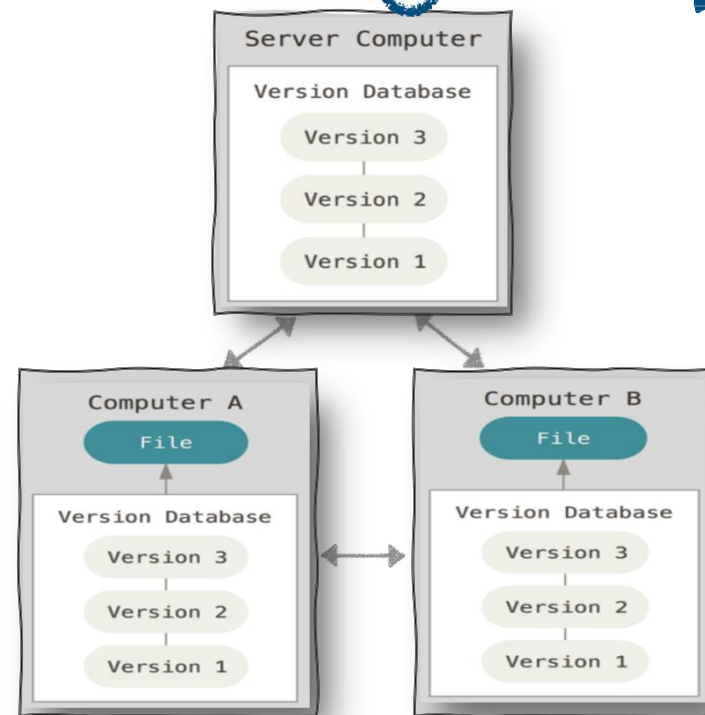 Server Computer
Version Database
Version 3
Version 2
Version 1
Computer A
File
Version Database
Version 3
Version 2
Version 1
Computer B
File
Version Database
Version 3
Version 2
Version 1